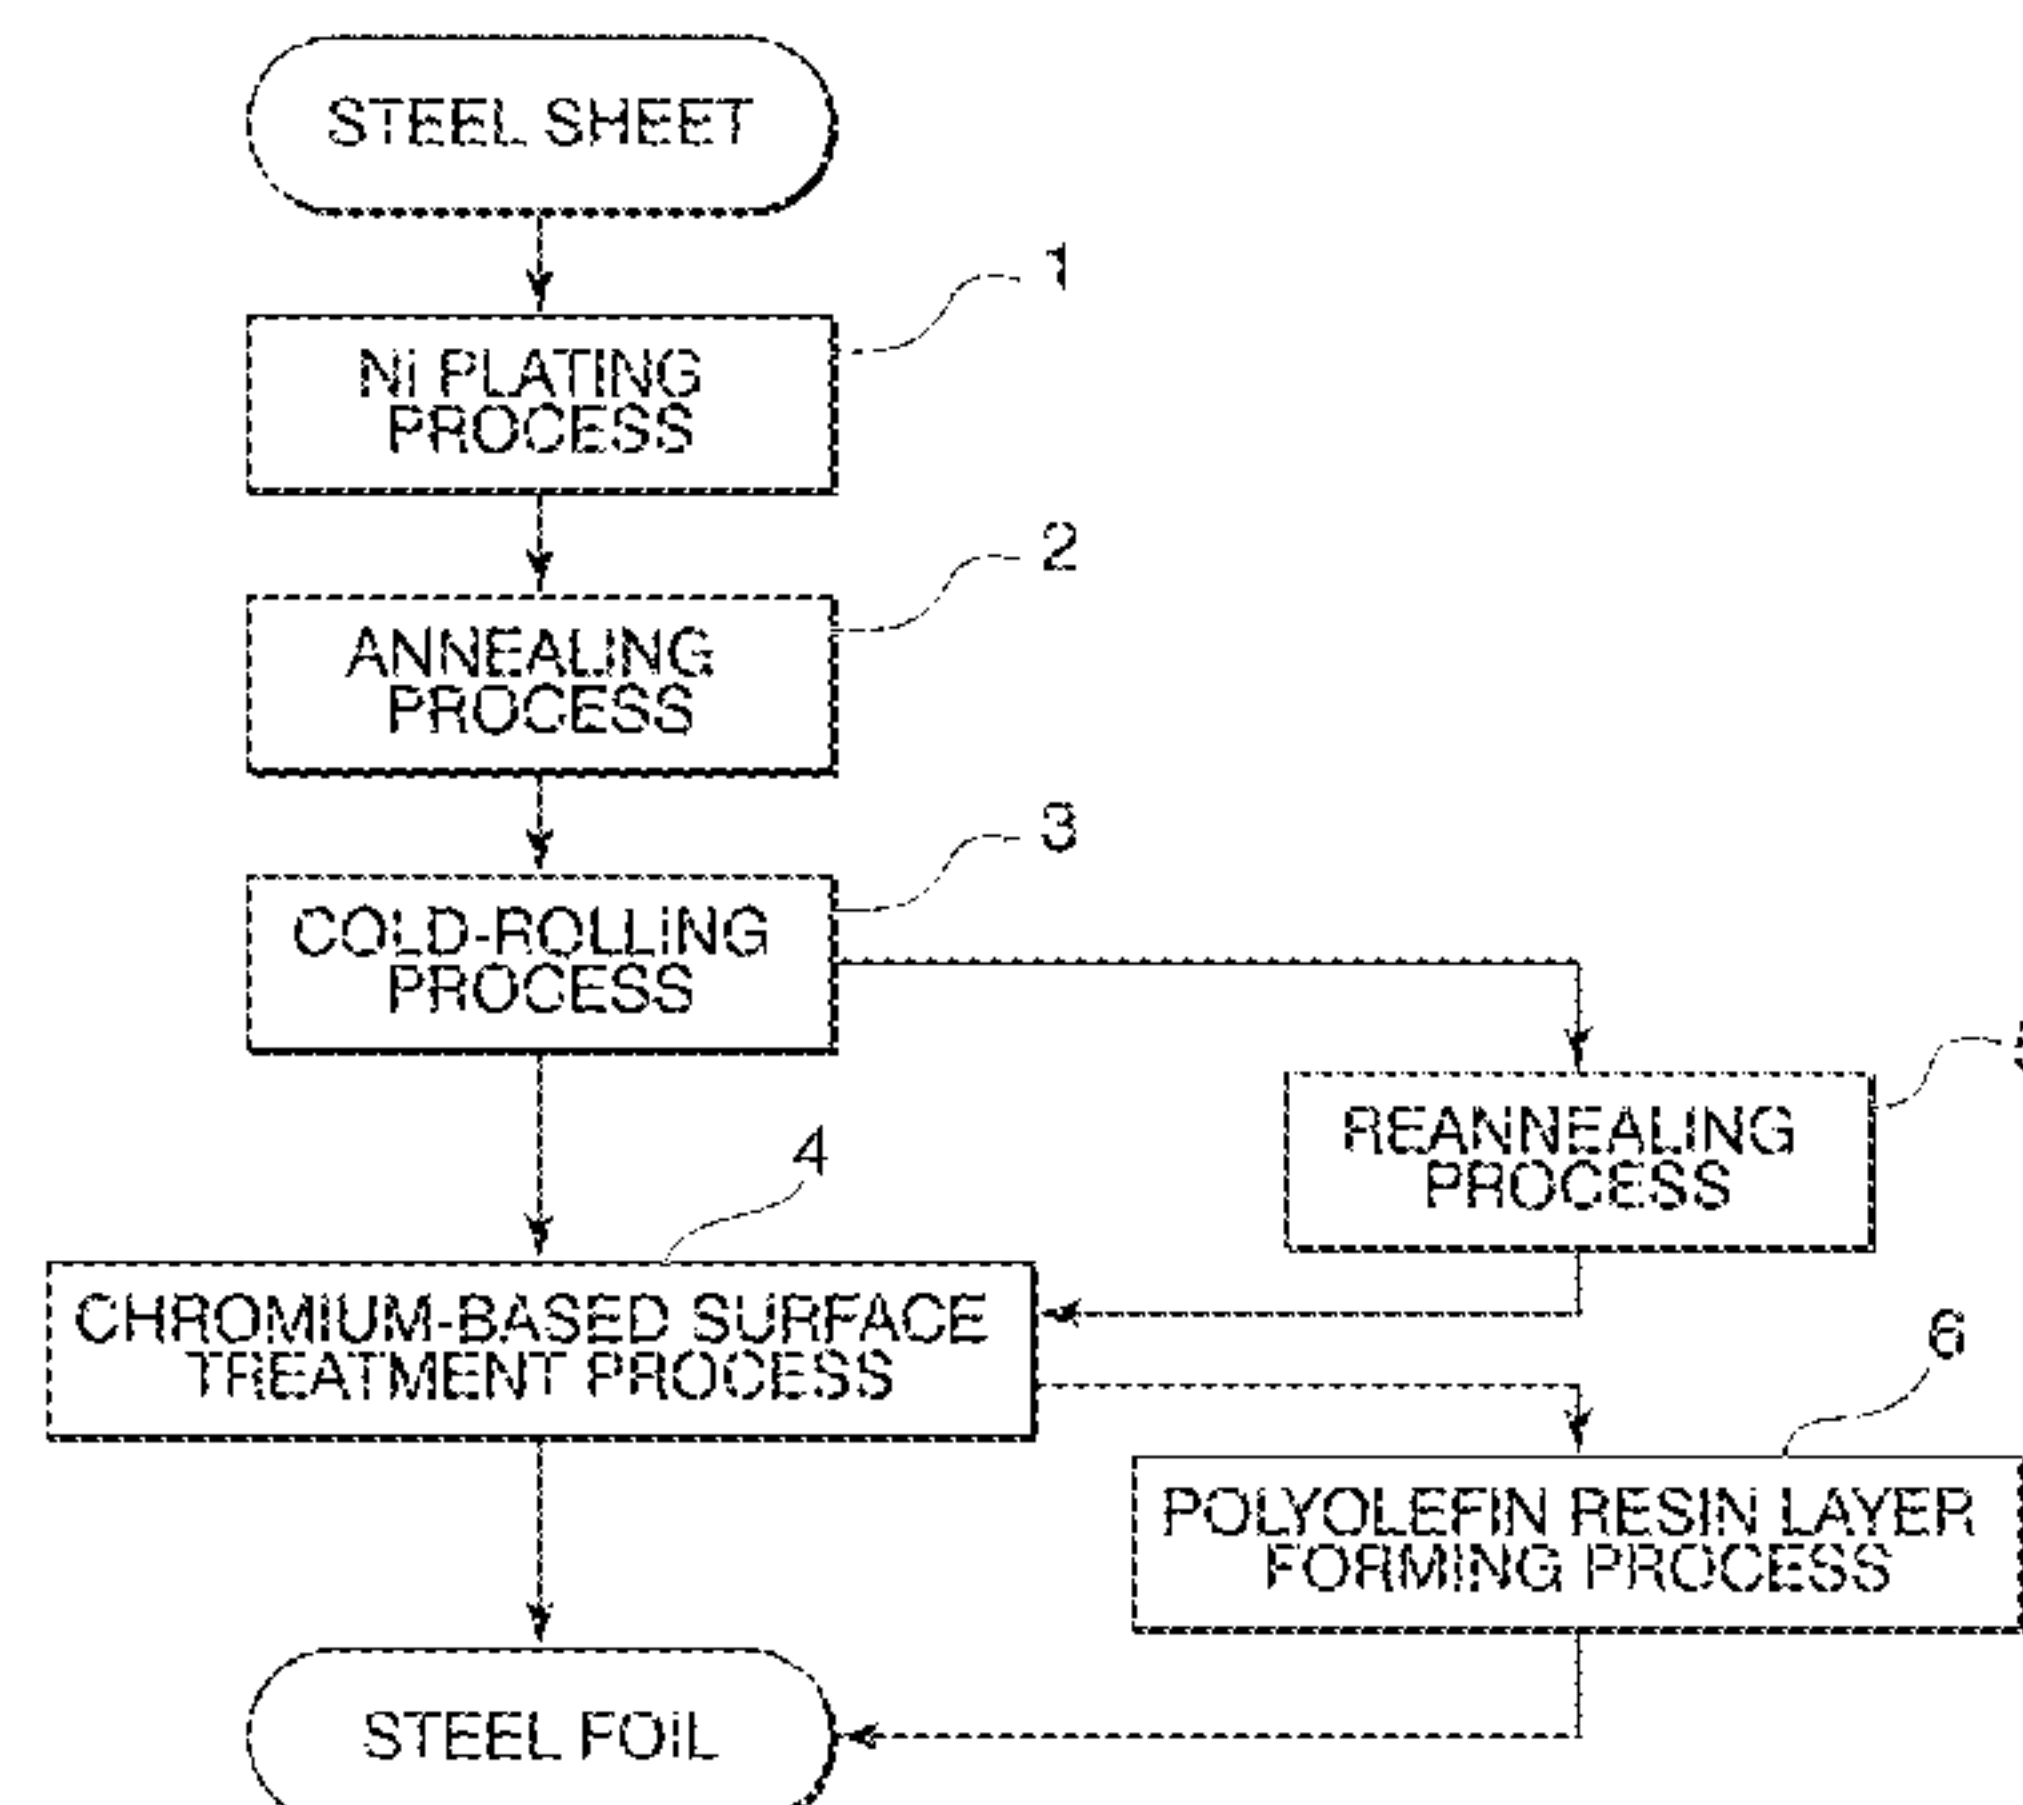 STEEL SHEET
1
Ni PLATING
PROCESS
2
ANNEALING
PROCESS
3
COLD-ROLLING
PROCESS
REANNEALING
PROCESS
4
CHROMIUM-BASED SURFACE
TREATMENT PROCESS
6
POLYOLEFIN RESIN LAYER
FORMING PROCESS
STEEL FOIL